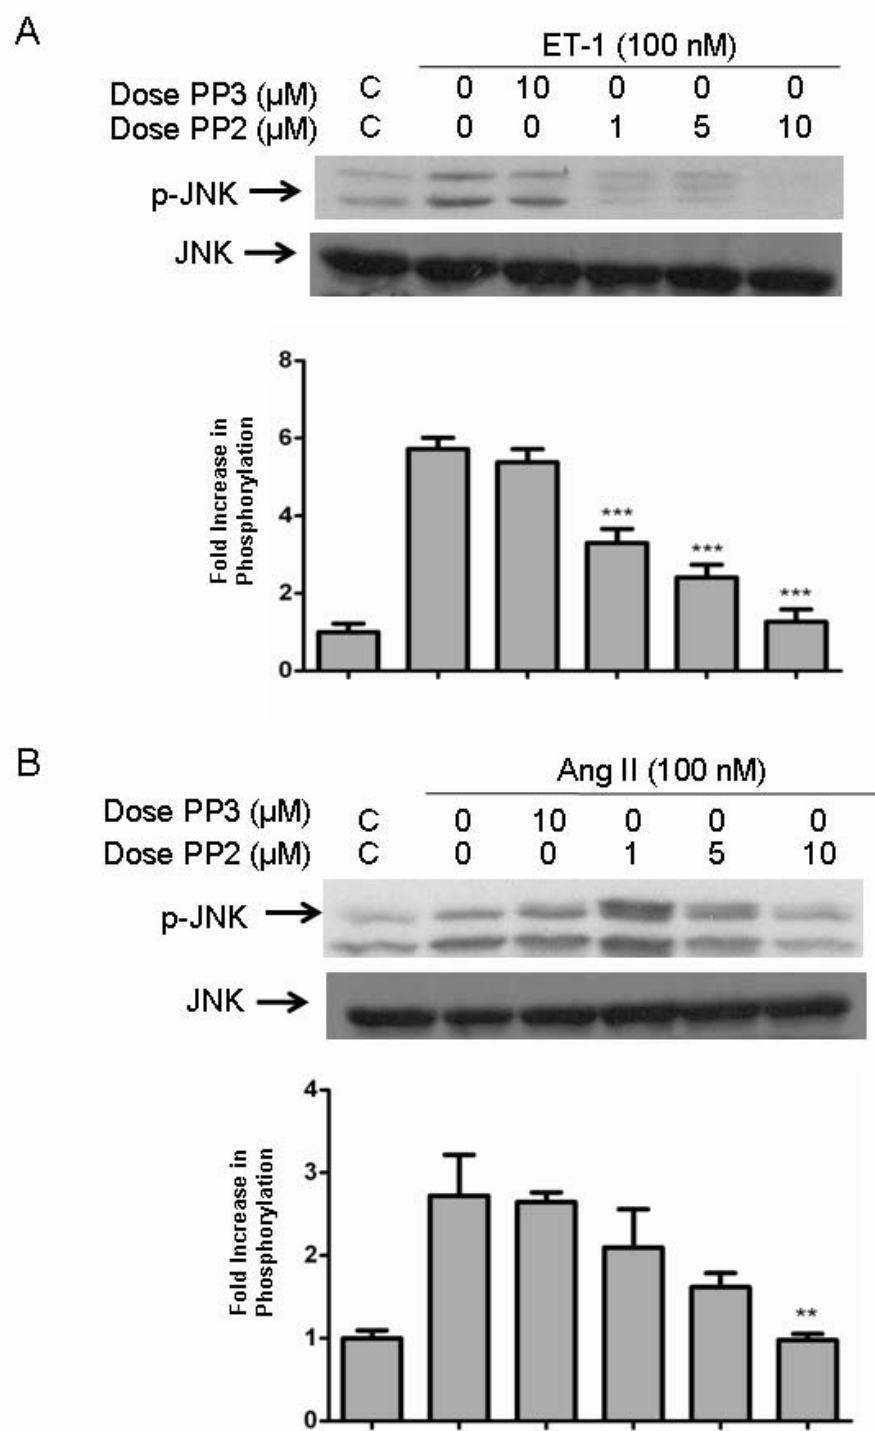 A
ET-1 (100 nM)
Dose PP3 (µM) C 0 10 0 0 0
Dose PP2 (µM) C 0 0 1 5 10
p-JNK
JNK
Fold Increase in
Phosphorylation
8
6
4
2
0
***
***
***
B
Ang II (100 nM)
Dose PP3 (µM) C 0 10 0 0 0
Dose PP2 (µM) C 0 0 1 5 10
p-JNK
JNK
Fold Increase in
Phosphorylation
4
3
2
1
0
**